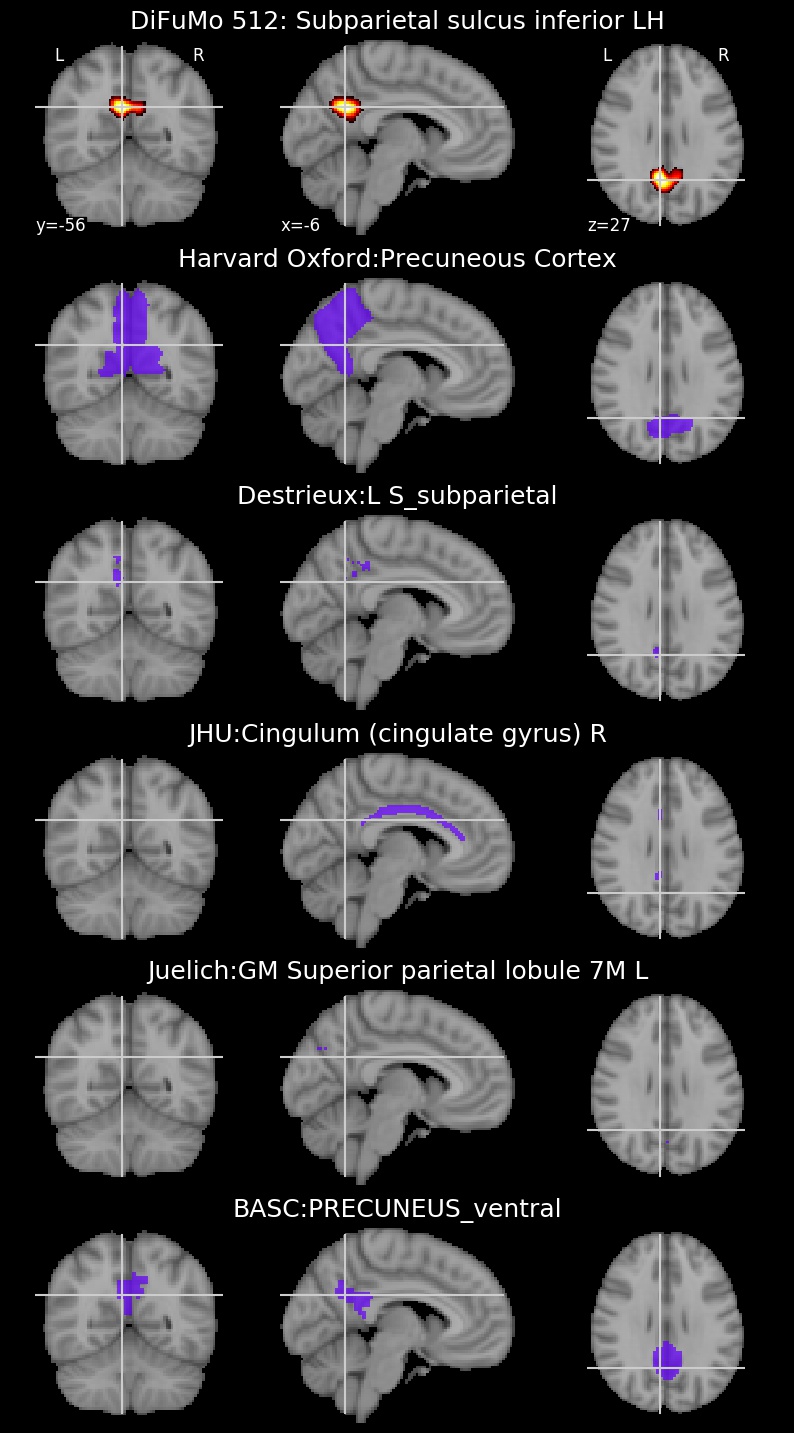 DiFuMo 512: Subparietal sulcus inferior LH
L R L R
y=-56 x=-6 z=27
Harvard Oxford:Precuneous Cortex
Destrieux:L S_subparietal
JHU:Cingulum (cingulate gyrus) R
Juelich:GM Superior parietal lobule 7M L
BASC:PRECUNEUS_ventral